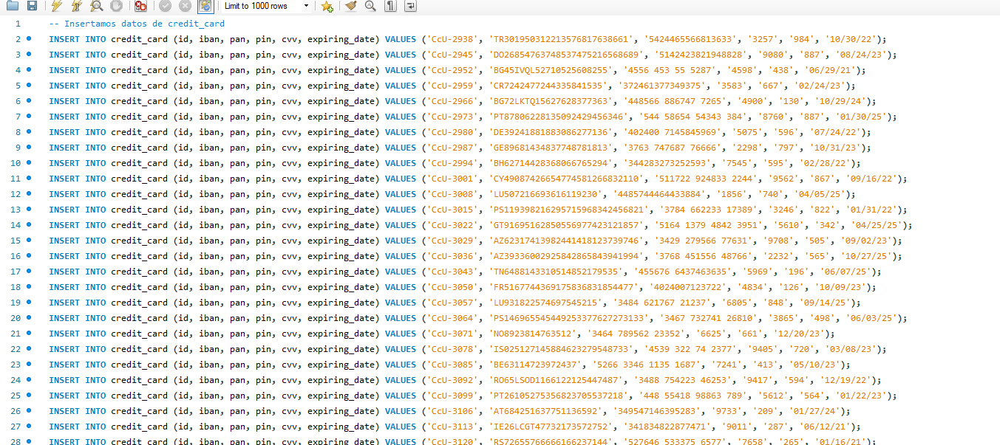 Limit to 1000 rows
1 -- Insertamos datos de credit_card
2 INSERT INTO credit_card (id, iban, pan, pin, cvv, expiring_date) VALUES ('CcU-2938', 'TR301950312213576817638661', '5424465566813633', '3257', '984', '10/30/22');
3 INSERT INTO credit_card (id, iban, pan, pin, cvv, expiring_date) VALUES ('CcU-2945', 'DO26854763748537475216568689', '5142423821948828', '9080', '887', '08/24/23');
4 INSERT INTO credit_card (id, iban, pan, pin, cvv, expiring_date) VALUES ('CcU-2952', 'BG45IVQL52710525608255', '4556 453 55 5287', '4598', '438', '06/29/21');
5 INSERT INTO credit_card (id, iban, pan, pin, cvv, expiring_date) VALUES ('CcU-2959', 'CR7242477244335841535', '372461377349375', '3583', '667', '02/24/23');
6 INSERT INTO credit_card (id, iban, pan, pin, cvv, expiring_date) VALUES ('CcU-2966', 'BG72LKTQ15627628377363', '448566 886747 7265', '4900', '130', '10/29/24');
7 INSERT INTO credit_card (id, iban, pan, pin, cvv, expiring_date) VALUES ('CcU-2973', 'PT87806228135092429456346', '544 58654 54343 384', '8760', '887', '01/30/25');
8 INSERT INTO credit_card (id, iban, pan, pin, cvv, expiring_date) VALUES ('CcU-2980', 'DE39241881883086277136', '402400 7145845969', '5075', '596', '07/24/22');
9 INSERT INTO credit_card (id, iban, pan, pin, cvv, expiring_date) VALUES ('CcU-2987', 'GE89681434837748781813', '3763 747687 76666', '2298', '797', '10/31/23');
10 INSERT INTO credit_card (id, iban, pan, pin, cvv, expiring_date) VALUES ('CcU-2994', 'BH62714428368066765294', '344283273252593', '7545', '595', '02/28/22');
11 INSERT INTO credit_card (id, iban, pan, pin, cvv, expiring_date) VALUES ('CcU-3001', 'CY49087426654774581266832110', '511722 924833 2244', '9562', '867', '09/16/22');
12 INSERT INTO credit_card (id, iban, pan, pin, cvv, expiring_date) VALUES ('CcU-3008', 'LU507216693616119230', '4485744464433884', '1856', '740', '04/05/25');
13 INSERT INTO credit_card (id, iban, pan, pin, cvv, expiring_date) VALUES ('CcU-3015', 'PS119398216295715968342456821', '3784 662233 17389', '3246', '822', '01/31/22');
14 INSERT INTO credit_card (id, iban, pan, pin, cvv, expiring_date) VALUES ('CcU-3022', 'GT91695162850556977423121857', '5164 1379 4842 3951', '5610', '342', '04/25/25');
15 INSERT INTO credit_card (id, iban, pan, pin, cvv, expiring_date) VALUES ('CcU-3029', 'AZ62317413982441418123739746', '3429 279566 77631', '9708', '505', '09/02/23');
16 INSERT INTO credit_card (id, iban, pan, pin, cvv, expiring_date) VALUES ('CcU-3036', 'AZ39336002925842865843941994', '3768 451556 48766', '2232', '565', '10/27/25');
17 INSERT INTO credit_card (id, iban, pan, pin, cvv, expiring_date) VALUES ('CcU-3043', 'TN6488143310514852179535', '455676 6437463635', '5969', '196', '06/07/25');
18 INSERT INTO credit_card (id, iban, pan, pin, cvv, expiring_date) VALUES ('CcU-3050', 'FR5167744369175836831854477', '4024007123722', '4834', '126', '10/09/23');
19 INSERT INTO credit_card (id, iban, pan, pin, cvv, expiring_date) VALUES ('CcU-3057', 'LU931822574697545215', '3484 621767 21237', '6805', '848', '09/14/25');
20 INSERT INTO credit_card (id, iban, pan, pin, cvv, expiring_date) VALUES ('CcU-3064', 'PS146965545449253377627273133', '3467 732741 26810', '3865', '498', '06/03/25');
21 INSERT INTO credit_card (id, iban, pan, pin, cvv, expiring_date) VALUES ('CcU-3071', 'NO8923814763512', '3464 789562 23352', '6625', '661', '12/20/23');
22 INSERT INTO credit_card (id, iban, pan, pin, cvv, expiring_date) VALUES ('CcU-3078', 'IS025127145884623279548733', '4539 322 74 2377', '9405', '720', '03/08/23');
23 INSERT INTO credit_card (id, iban, pan, pin, cvv, expiring_date) VALUES ('CcU-3085', 'BE63114723972437', '5266 3346 1135 1687', '7241', '413', '05/10/23');
24 INSERT INTO credit_card (id, iban, pan, pin, cvv, expiring_date) VALUES ('CcU-3092', 'RO65LSOD1166122125447487', '3488 754223 46253', '9417', '594', '12/19/22');
25 INSERT INTO credit_card (id, iban, pan, pin, cvv, expiring_date) VALUES ('CcU-3099', 'PT26105275356823705537218', '448 55418 98863 789', '5612', '564', '01/22/23');
26 INSERT INTO credit_card (id, iban, pan, pin, cvv, expiring_date) VALUES ('CcU-3106', 'AT684251637751136592', '349547146395283', '9733', '209', '01/27/24');
27 INSERT INTO credit_card (id, iban, pan, pin, cvv, expiring_date) VALUES ('CcU-3113', 'IE26LCGT47732173572752', '341834822877471', '9011', '287', '06/12/21');
28 INSERT INTO credit_card (id, iban, pan, pin, cvv, expiring_date) VALUES ('CcU-3120', 'RS72655766666166237144', '527646 533375 6577', '7658', '265', '01/16/21');